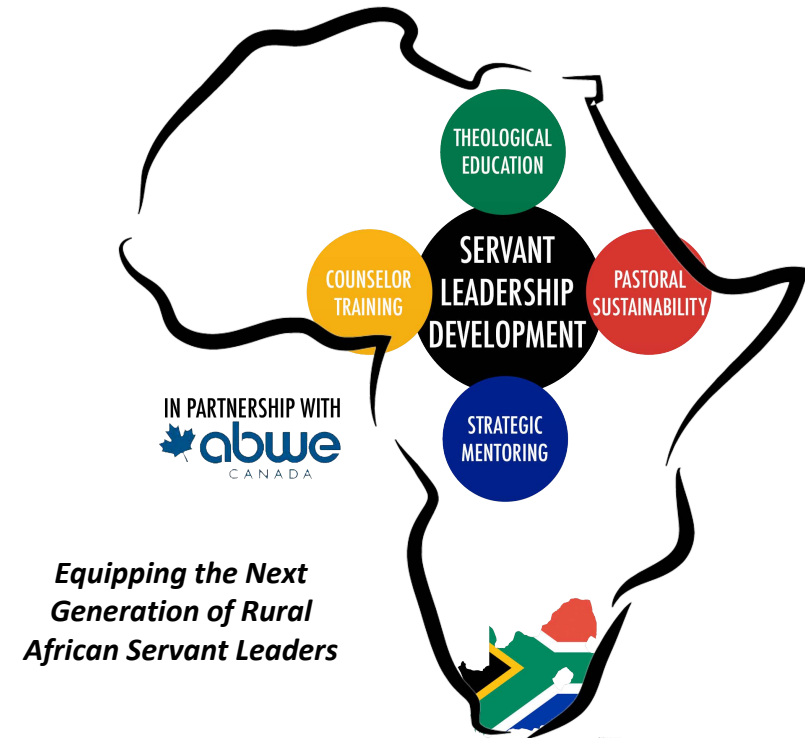 THEOLOGICAL
EDUCATION
SERVANT
LEADERSHIP
DEVELOPMENT
COUNSELOR
TRAINING
PASTORAL
SUSTAINABILITY
STRATEGIC
MENTORING
IN PARTNERSHIP WITH
abwe
CANADA
Equipping the Next
Generation of Rural
African Servant Leaders